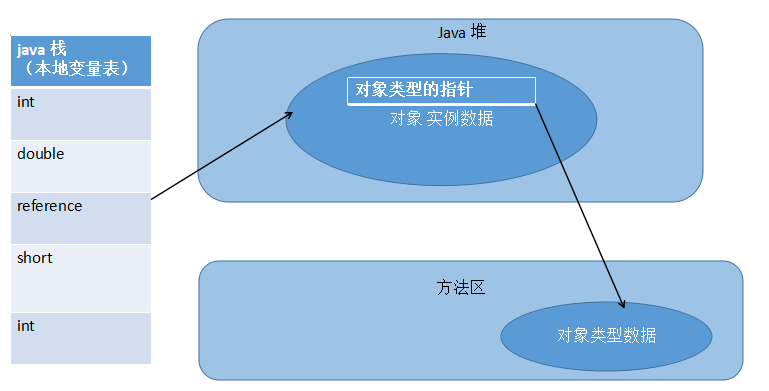 java 栈
（本地变量表）
int
double
reference
short
int
Java 堆
对象类型的指针
对象 实例数据
方法区
对象类型数据